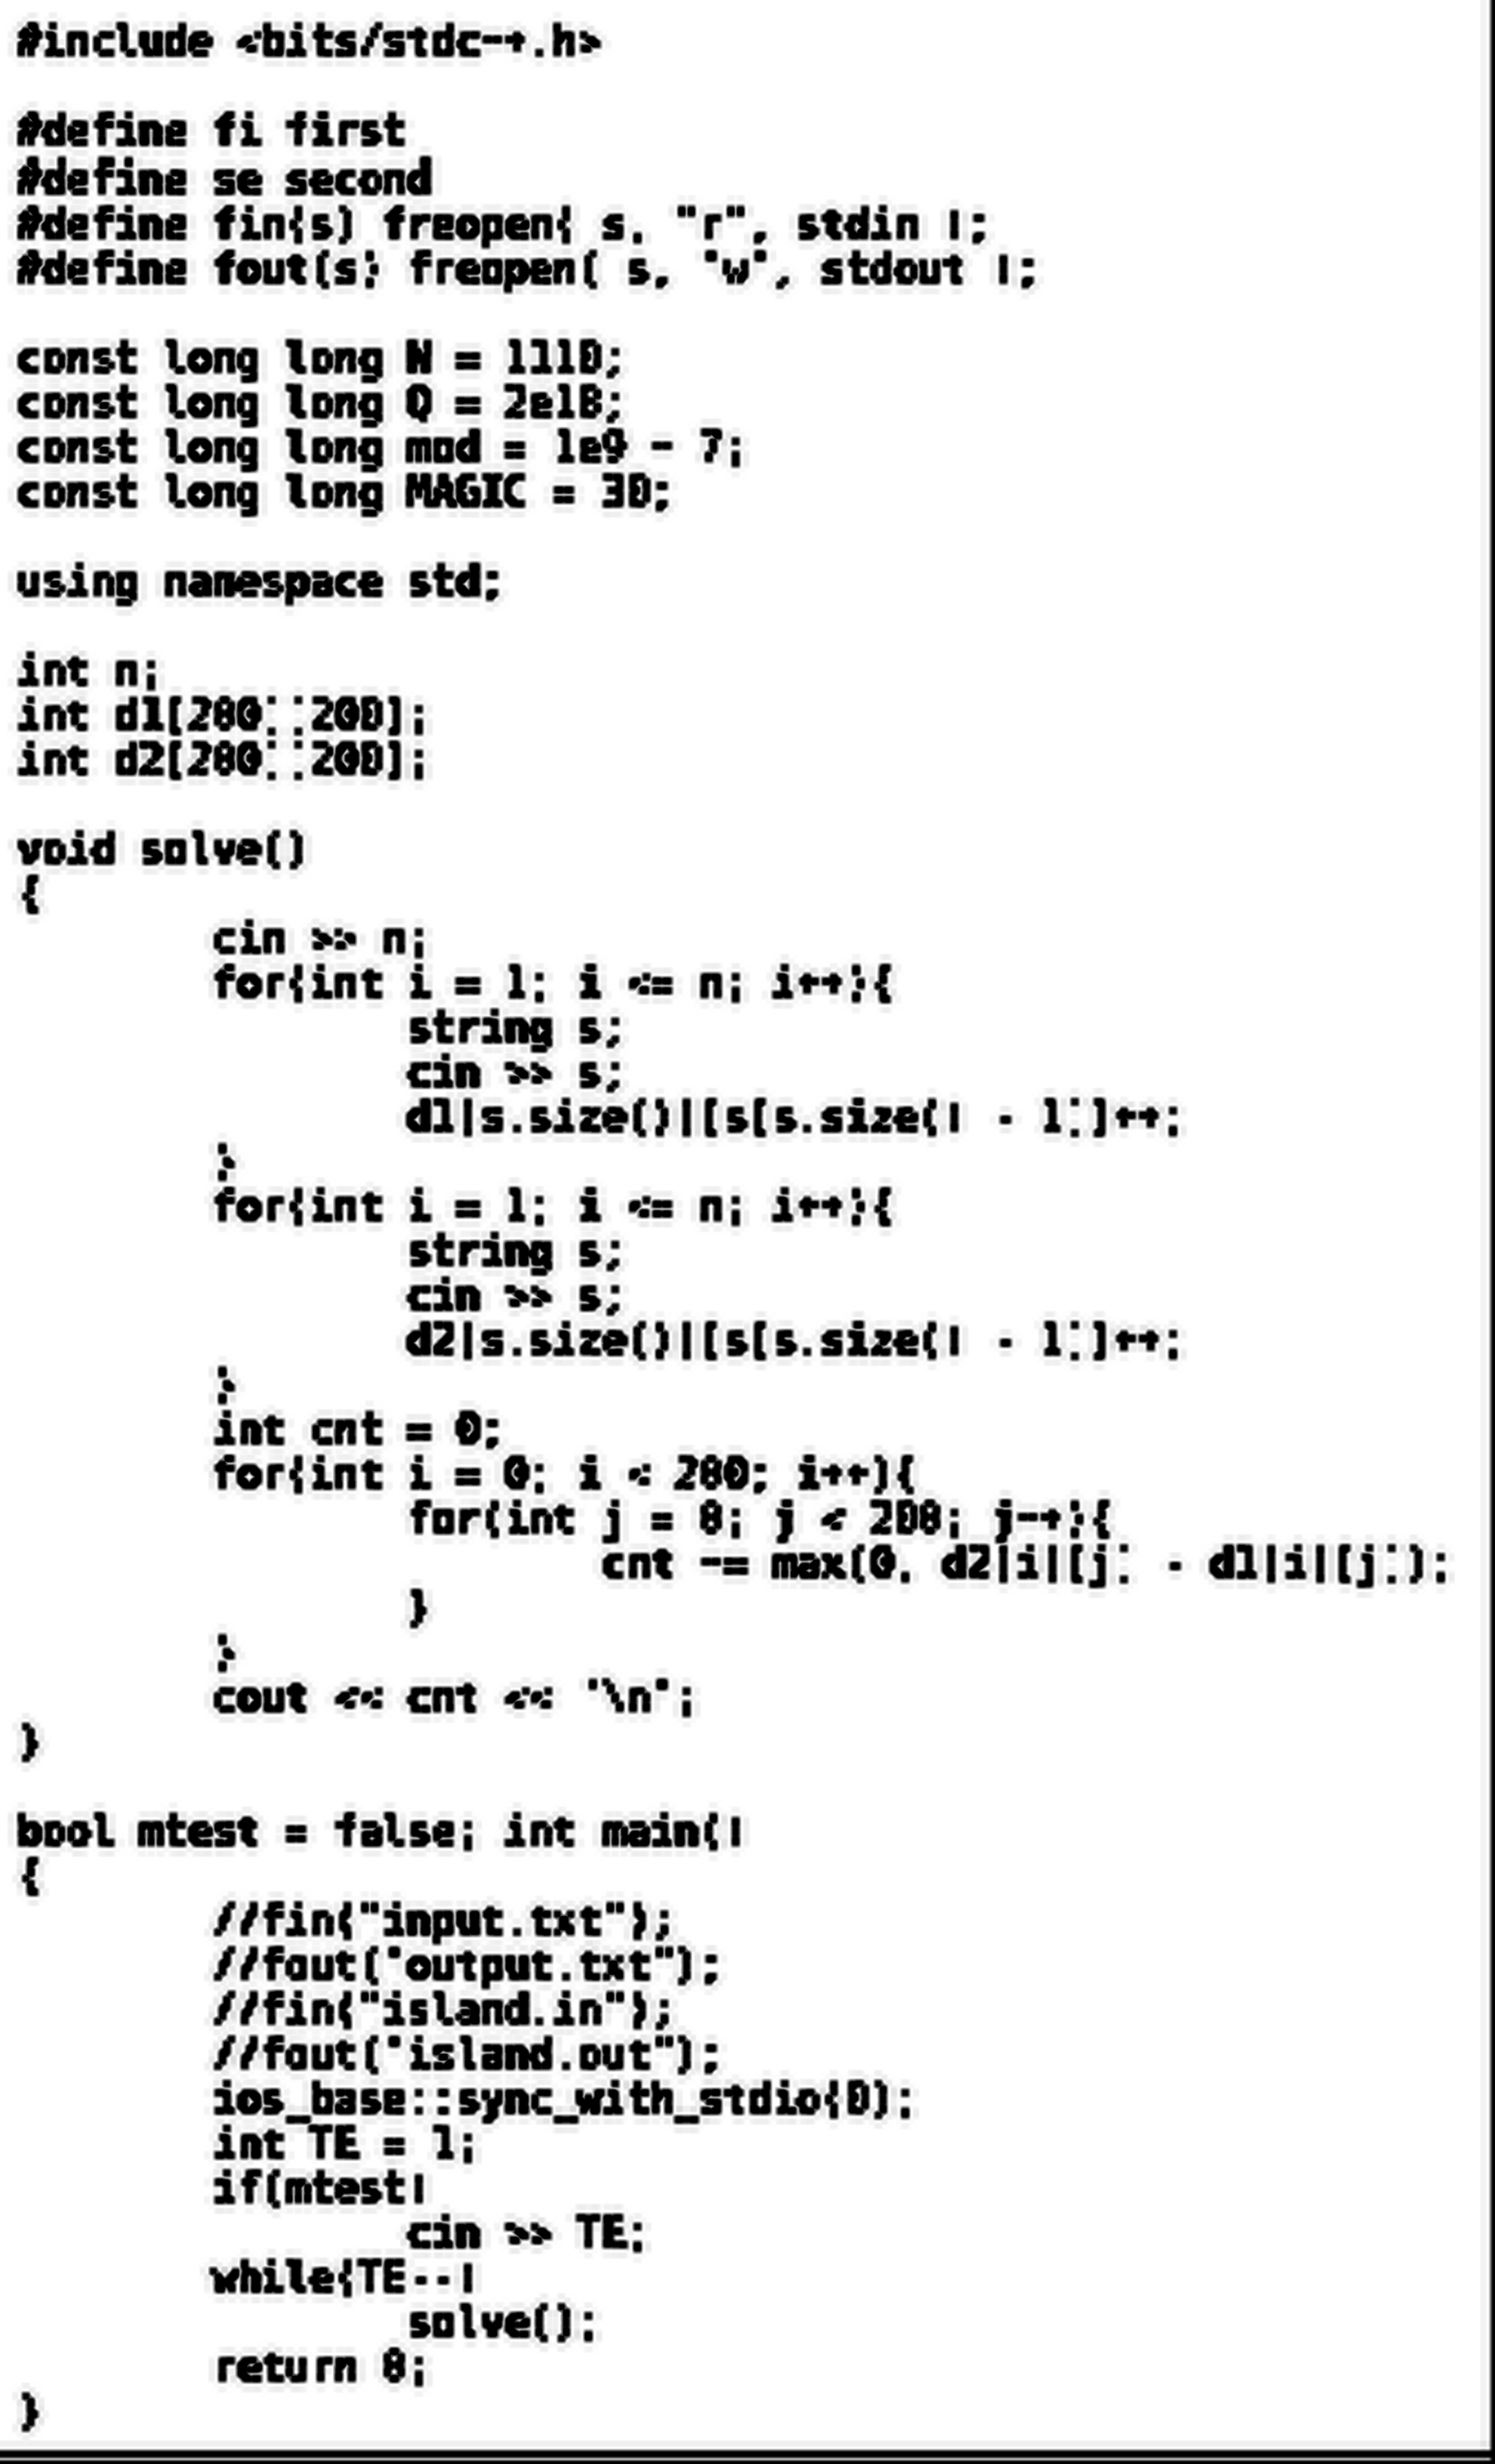 #include <bits/stdc++.h>
#define fi first
#define se second
#define fin(s) freopen( s, "r", stdin );
#define fout(s) freopen( s, "w", stdout );
const long long N = 1110;
const long long Q = 2e18;
const long long mod = 1e9 + 7;
const long long MAGIC = 30;
using namespace std;
int n;
int d1[200][200];
int d2[200][200];
void solve()
{
cin >> n;
for(int i = 1; i <= n; i++){
string s;
cin >> s;
d1[s.size()][s[s.size() - 1]]++;
}
for(int i = 1; i <= n; i++){
string s;
cin >> s;
d2[s.size()][s[s.size() - 1]]++;
}
int cnt = 0;
for(int i = 0; i < 200; i++){
for(int j = 0; j < 200; j++){
cnt += max(0, d2[i][j] - d1[i][j]);
}
}
cout << cnt << "\n";
}
bool mtest = false; int main()
{
//fin("input.txt");
//fout("output.txt");
//fin("island.in");
//fout("island.out");
ios_base::sync_with_stdio(0);
int TE = 1;
if(mtest)
cin >> TE;
while(TE--)
solve();
return 0;
}